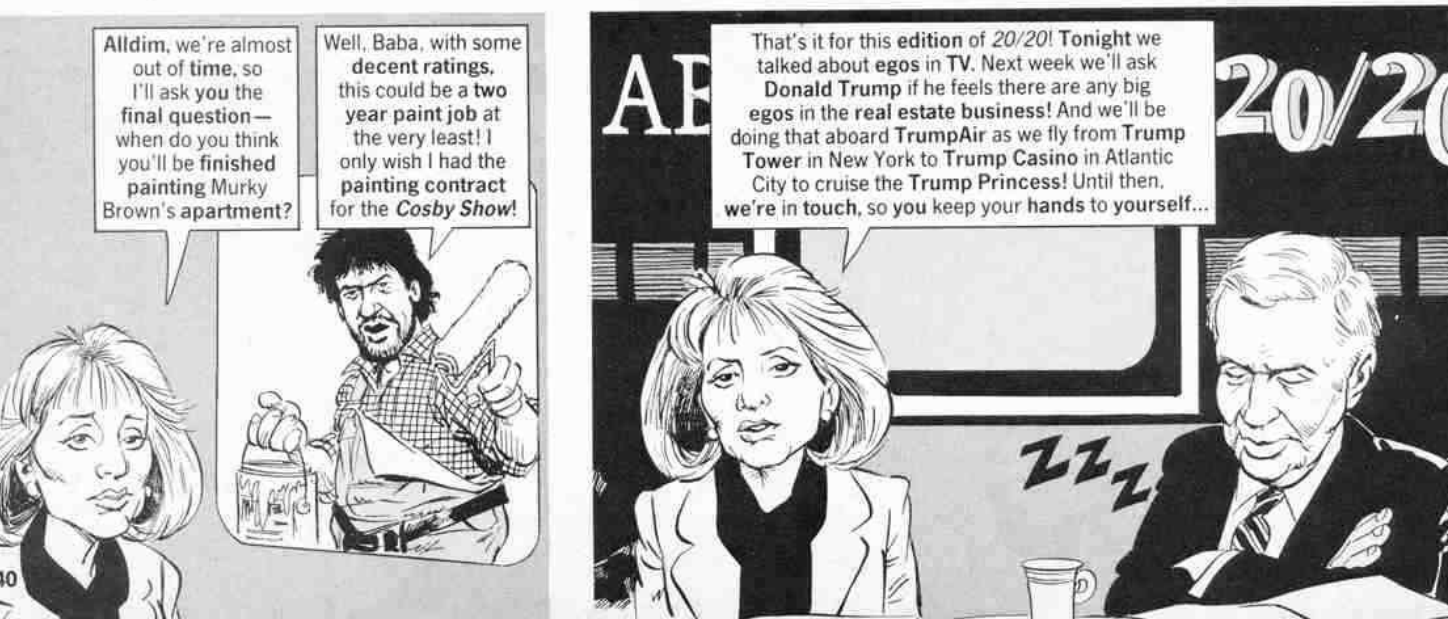 Alldim, we're almost
out of time, so
I'll ask you the
final question—
when do you think
you'll be finished
painting Murky
Brown's apartment?
Well, Baba, with some
decent ratings,
this could be a two
year paint job at
the very least! I
only wish I had the
painting contract
for the Cosby Show!
40
AB
20/20
That's it for this edition of 20/20! Tonight we
talked about egos in TV. Next week we'll ask
Donald Trump if he feels there are any big
egos in the real estate business! And we'll be
doing that aboard TrumpAir as we fly from Trump
Tower in New York to Trump Casino in Atlantic
City to cruise the Trump Princess! Until then,
we're in touch, so you keep your hands to yourself...
ZZZ